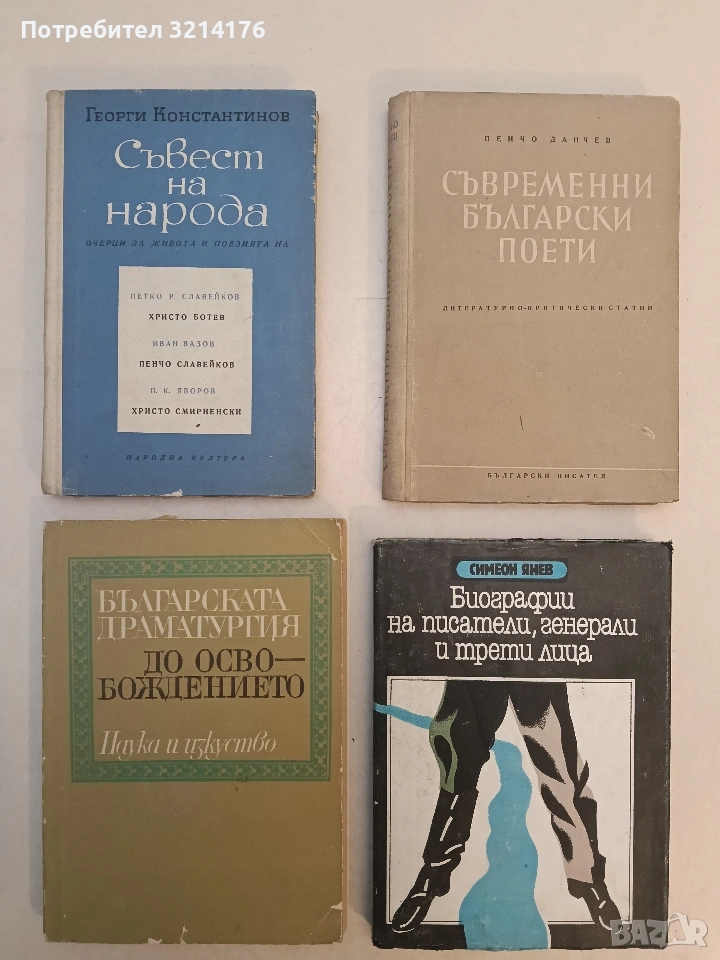 Потребител 3214176
ГЕОРГИ КОНСТАНТИНОВ
Съвест
на
народа
ОЧЕРЦИ ЗА ЖИВОТА И ПОЕЗИЯТА НА
ПЕТКО Р. СЛАВЕЙКОВ
ХРИСТО БОТЕВ
ИВАН ВАЗОВ
ПЕНЧО СЛАВЕЙКОВ
П. К. ЯВОРОВ
ХРИСТО СМИРНЕНСКИ
НАРОДНА КУЛТУРА
ПЕНЧО ДАНЧЕВ
СЪВРЕМЕННИ
БЪЛГАРСКИ
ПОЕТИ
ЛИТЕРАТУРНО-КРИТИЧЕСКИ СТАТИИ
БЪЛГАРСКИ ПИСАТЕЛ
БЪЛГАРСКАТА
ДРАМАТУРГИЯ
ДО ОСВО—
БОЖДЕНИЕТО
Наука и изкуство
СИМЕОН ЯНЕВ
Биографии
на писатели, генерали
и трети лица
BAZAR